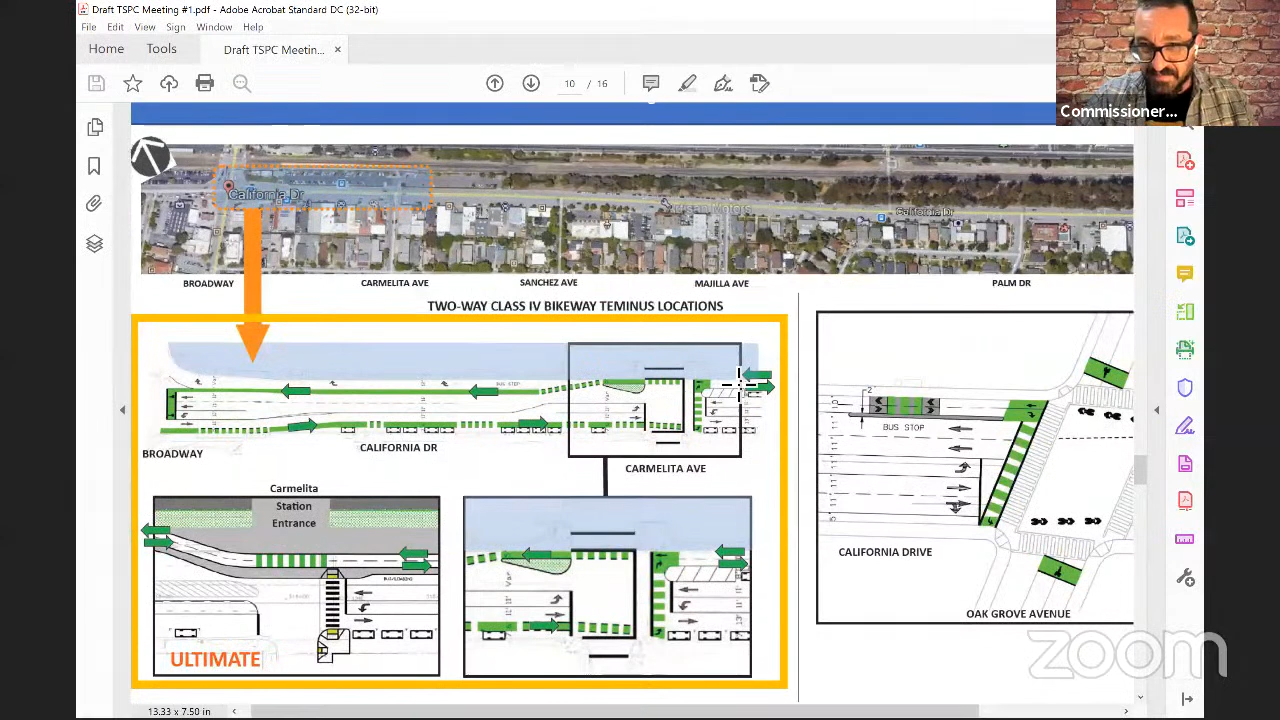 Draft TSPC Meeting #1.pdf - Adobe Acrobat Standard DC (32-bit)
File Edit View Sign Window Help
Home Tools Draft TSPC Meetin... ×
10 / 16
Commissioner...
California Dr
California Dr
BROADWAY CARMELITA AVE SANCHEZ AVE MAJILLA AVE PALM DR
TWO-WAY CLASS IV BIKEWAY TEMINUS LOCATIONS
BUS STOP
BROADWAY
CALIFORNIA DR
CARMELITA AVE
Carmelita
Station
Entrance
ULTIMATE
BUS STOP
CALIFORNIA DRIVE
OAK GROVE AVENUE
zoom
13.33 x 7.50 in